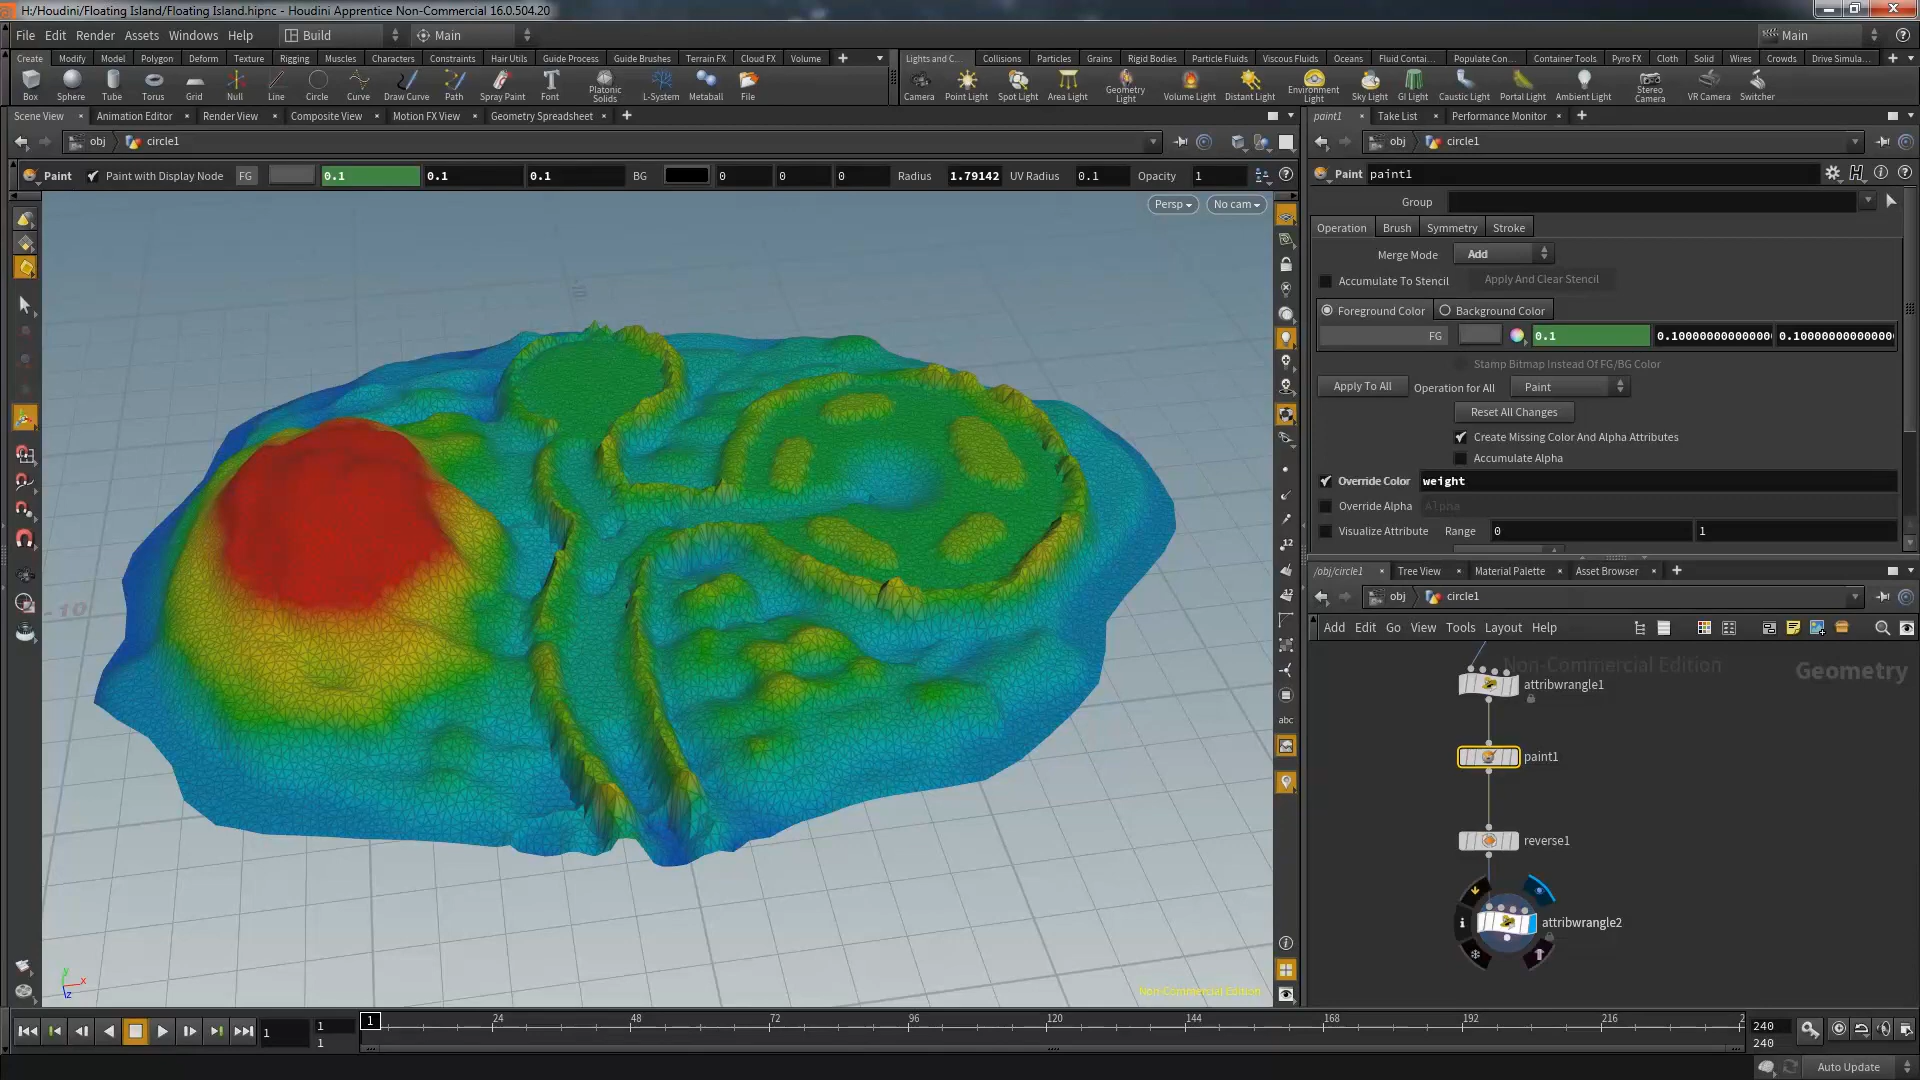 H:/Houdini/Floating Island/Floating Island.hipnc - Houdini Apprentice Non-Commercial 16.0.504.20
File Edit Render Assets Windows Help Build Main Main
Create Modify Model Polygon Deform Texture Rigging Muscles Characters Constraints Hair Utils Guide Process Guide Brushes Terrain FX Cloud FX Volume
Lights and C... Collisions Particles Grains Rigid Bodies Particle Fluids Viscous Fluids Oceans Fluid Contai... Populate Con... Container Tools Pyro FX Cloth Solid Wires Crowds Drive Simula...
Box Sphere Tube Torus Grid Null Line Circle Curve Draw Curve Path Spray Paint Font Platonic Solids L-System Metaball File
Camera Point Light Spot Light Area Light Geometry Light Volume Light Distant Light Environment Light Sky Light GI Light Caustic Light Portal Light Ambient Light Stereo Camera VR Camera Switcher
Scene View Animation Editor Render View Composite View Motion FX View Geometry Spreadsheet
obj circle1
Paint Paint with Display Node FG 0.1 0.1 0.1 BG 0 0 0 Radius 1.79142 UV Radius 0.1 Opacity 1
Persp No cam
-10
12
12
abc
Non-Commercial Edition
y x z
paint1 Take List Performance Monitor
obj circle1
Paint paint1
Group
Operation Brush Symmetry Stroke
Merge Mode Add
Accumulate To Stencil Apply And Clear Stencil
Foreground Color Background Color
FG 0.1 0.10000000000000 0.10000000000000
Stamp Bitmap Instead Of FG/BG Color
Apply To All Operation for All Paint
Reset All Changes
Create Missing Color And Alpha Attributes
Accumulate Alpha
Override Color weight
Override Alpha Alpha
Visualize Attribute Range 0 1
/obj/circle1 Tree View Material Palette Asset Browser
obj circle1
Add Edit Go View Tools Layout Help
Non-Commercial Edition
Geometry
attribwrangle1
paint1
reverse1
attribwrangle2
1 1 1 1 24 48 72 96 120 144 168 192 216 2 240
240
Auto Update